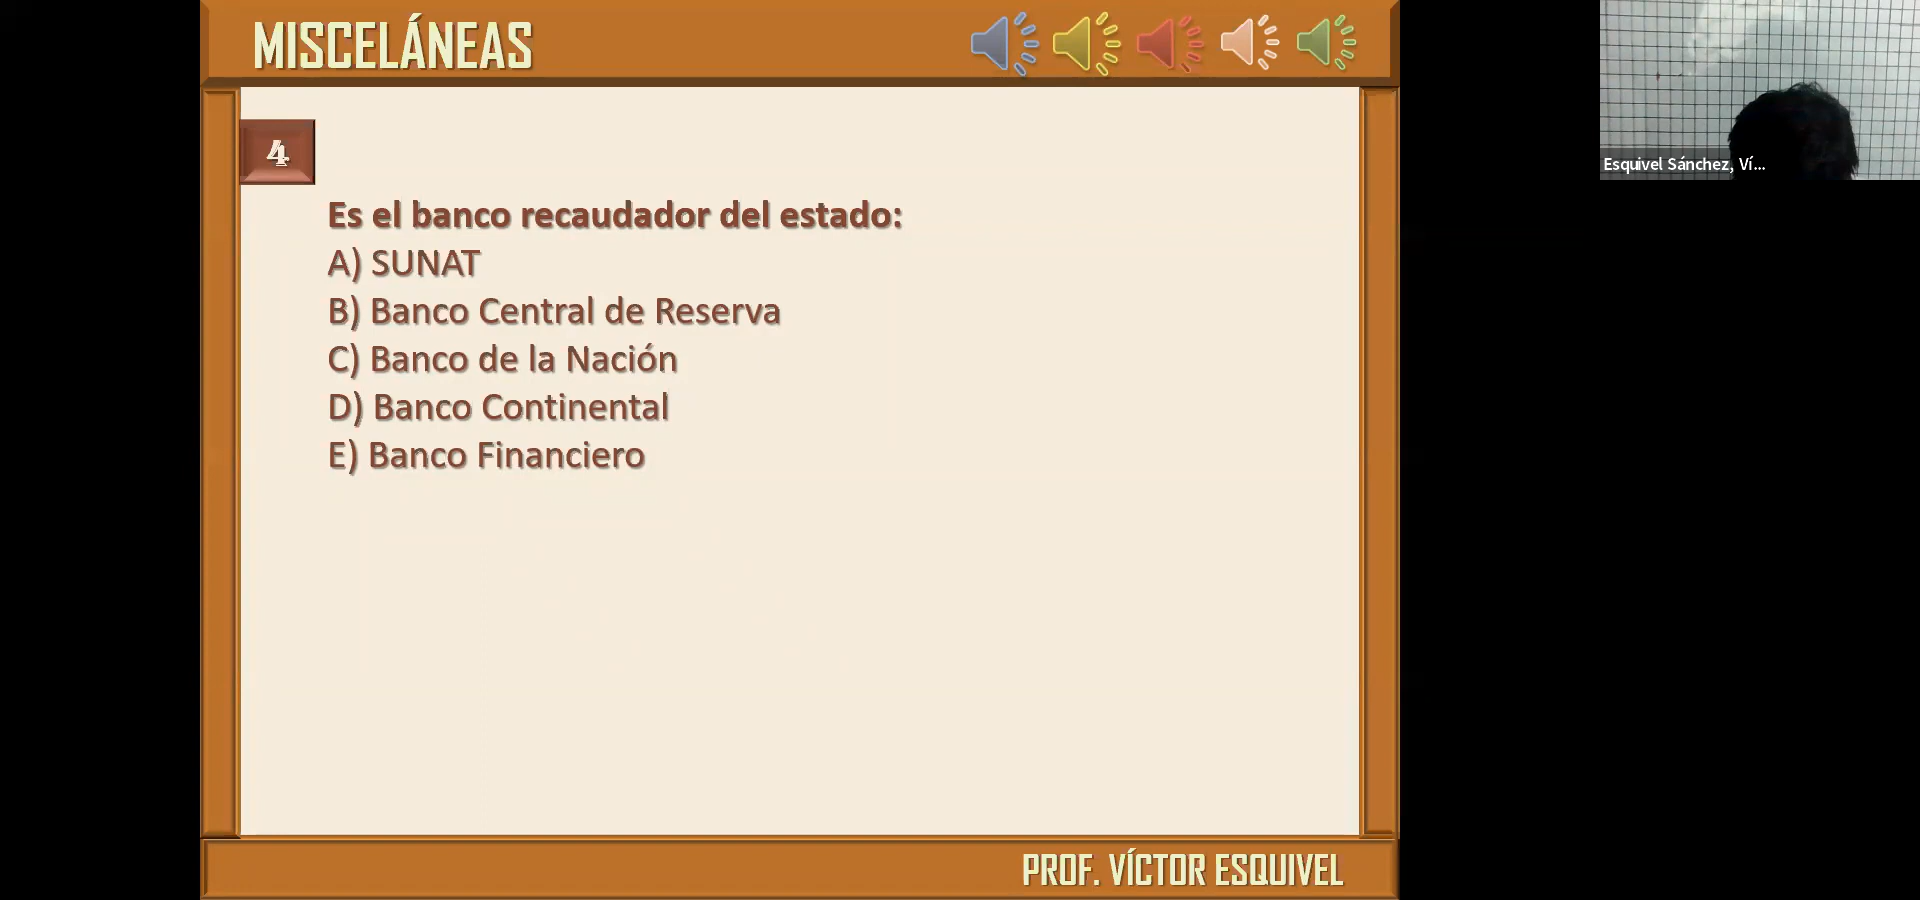 MISCELÁNEAS
4
Es el banco recaudador del estado:
A) SUNAT
B) Banco Central de Reserva
C) Banco de la Nación
D) Banco Continental
E) Banco Financiero
PROF. VÍCTOR ESQUIVEL
Esquivel Sánchez, Ví...